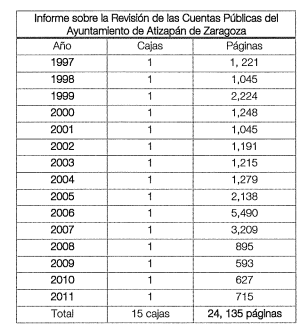 Informe sobre la Revisión de las Cuentas Públicas del
Ayuntamiento de Atizapán de Zaragoza
Año Cajas Páginas
1997 1 1, 221
1998 1 1,045
1999 1 2,224
2000 1 1,248
2001 1 1,045
2002 1 1,191
2003 1 1,215
2004 1 1,279
2005 1 2,138
2006 1 5,490
2007 1 3,209
2008 1 895
2009 1 593
2010 1 627
2011 1 715
Total 15 cajas 24, 135 páginas